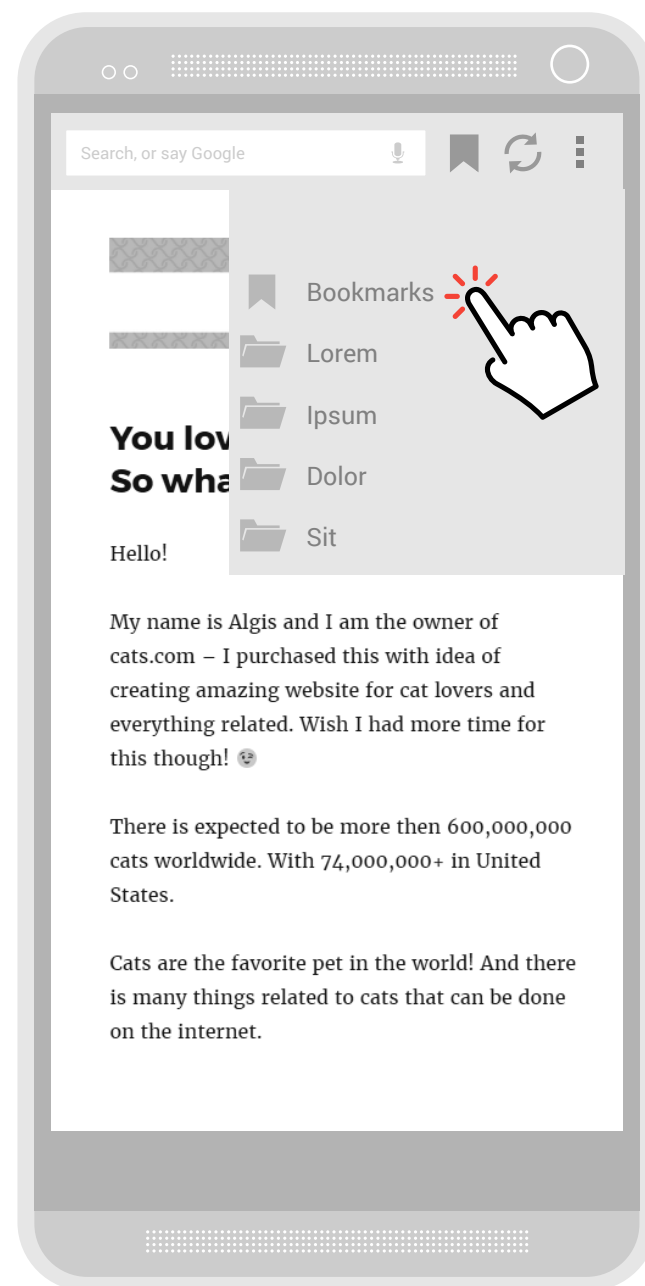 Search, or say Google
Bookmarks
Lorem
Ipsum
Dolor
Sit
You lov
So wha
Hello!
My name is Algis and I am the owner of
cats.com – I purchased this with idea of
creating amazing website for cat lovers and
everything related. Wish I had more time for
this though! 😉
There is expected to be more then 600,000,000
cats worldwide. With 74,000,000+ in United
States.
Cats are the favorite pet in the world! And there
is many things related to cats that can be done
on the internet.